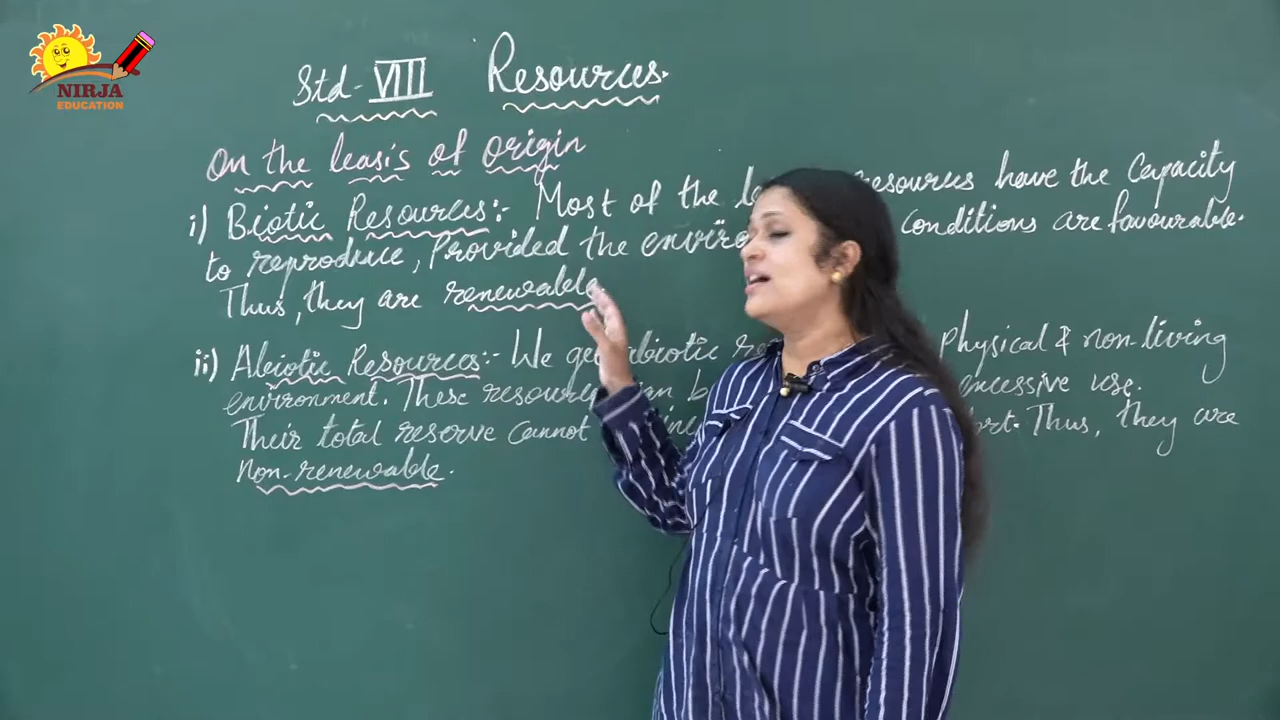 NIRJA
EDUCATION
Std-VIII Resources.
On the basis of origin
i) Biotic Resources:- Most of the resources have the Capacity
to reproduce, Provided the conditions are favourable.
Thus, they are renewable.
ii) Abiotic Resources:- We abiotic physical & non-living
environment. These can excessive use.
Their total reserve Cannot Thus, they are
non-renewable.